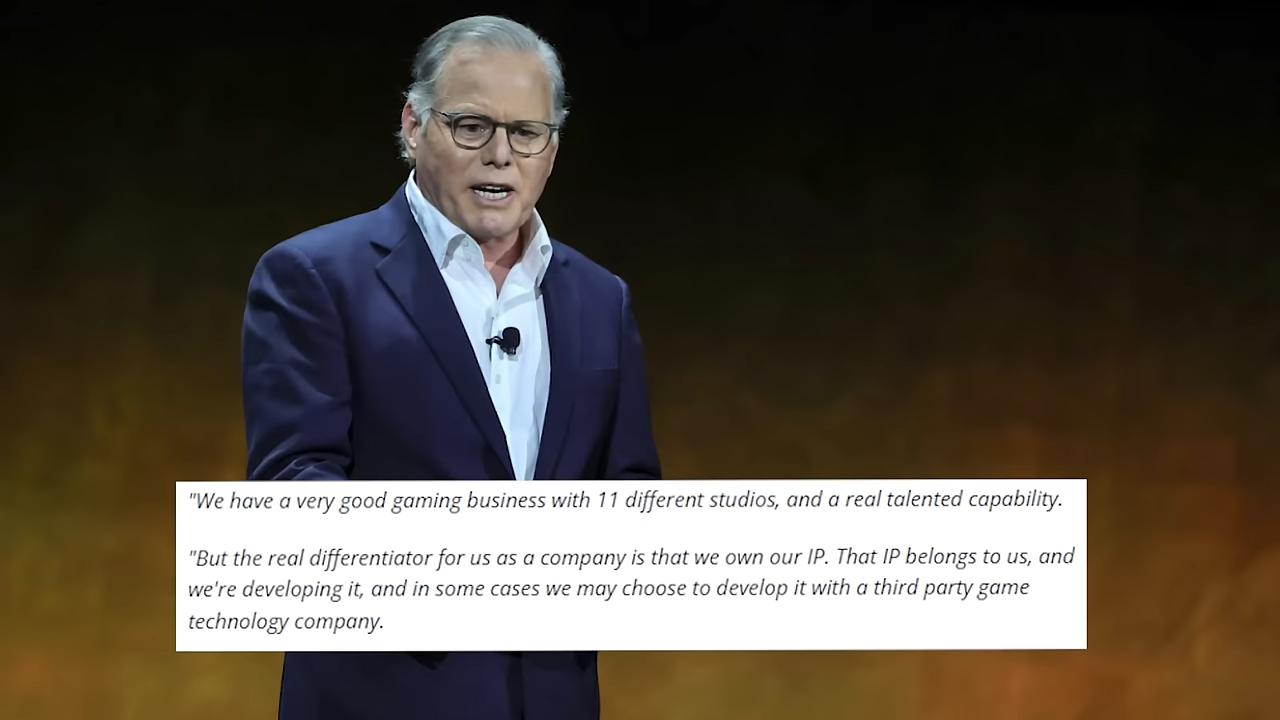 "We have a very good gaming business with 11 different studios, and a real talented capability.
"But the real differentiator for us as a company is that we own our IP. That IP belongs to us, and
we're developing it, and in some cases we may choose to develop it with a third party game
technology company.